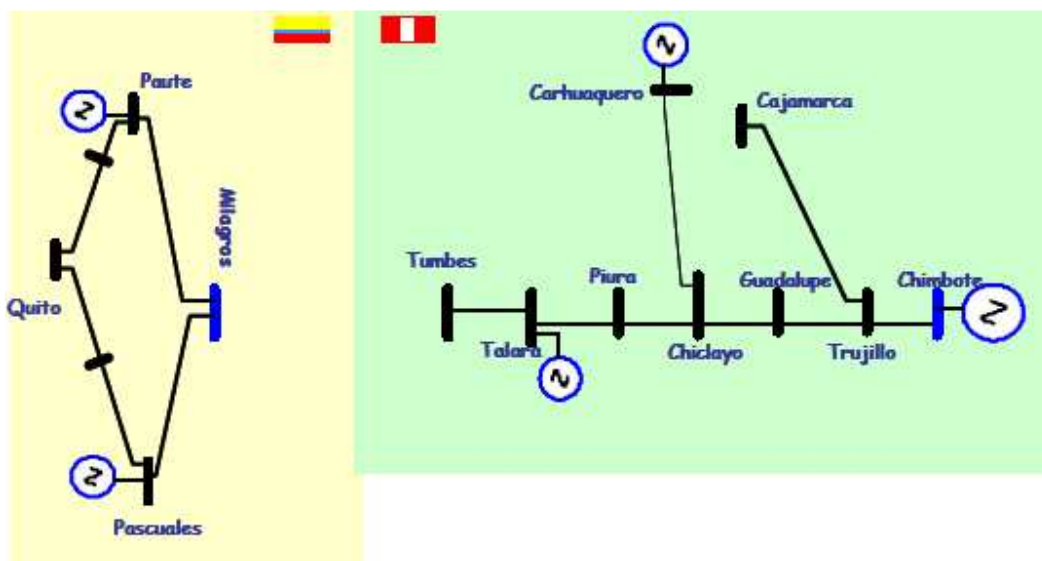 Paute
Milagros
Quito
Pascuales
Carhuaquero
Cajamarca
Tumbes
Piura
Guadalupe
Chimbote
Talara
Chiclayo
Trujillo